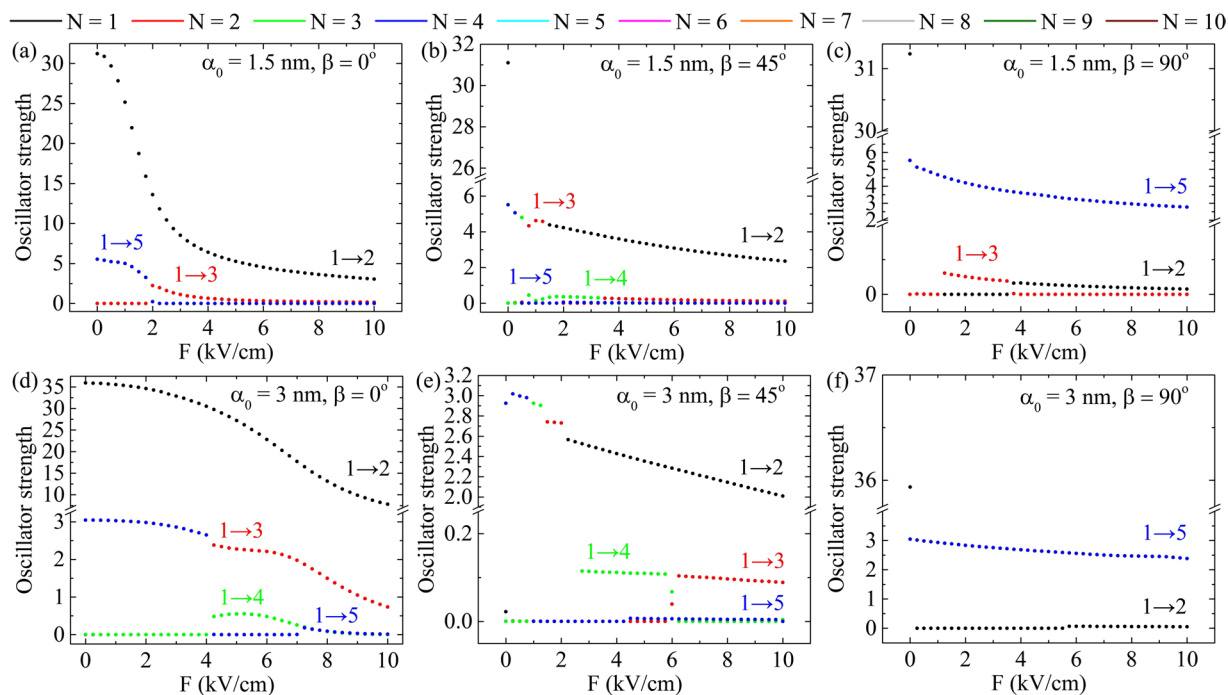 N = 1 N = 2 N = 3 N = 4 N = 5 N = 6 N = 7 N = 8 N = 9 N = 10
(a)
α₀ = 1.5 nm, β = 0°
Oscillator strength
35
30
25
20
15
10
5
0
1→5
1→3
1→2
0 2 4 6 8 10
F (kV/cm)
(b)
α₀ = 1.5 nm, β = 45°
Oscillator strength
32
30
28
26
6
4
2
0
1→3
1→2
1→5
1→4
0 2 4 6 8 10
F (kV/cm)
(c)
α₀ = 1.5 nm, β = 90°
Oscillator strength
31
30
6
5
4
3
2
2
0
1→5
1→3
1→2
0 2 4 6 8 10
F (kV/cm)
(d)
α₀ = 3 nm, β = 0°
Oscillator strength
35
30
25
20
15
10
3
2
1
0
1→2
1→3
1→4
1→5
0 2 4 6 8 10
F (kV/cm)
(e)
α₀ = 3 nm, β = 45°
Oscillator strength
3.2
3.0
2.8
2.6
2.4
2.2
2.0
0.2
0.1
0.0
1→2
1→4
1→3
1→5
0 2 4 6 8 10
F (kV/cm)
(f)
α₀ = 3 nm, β = 90°
Oscillator strength
37
36
3
2
1
0
1→5
1→2
0 2 4 6 8 10
F (kV/cm)